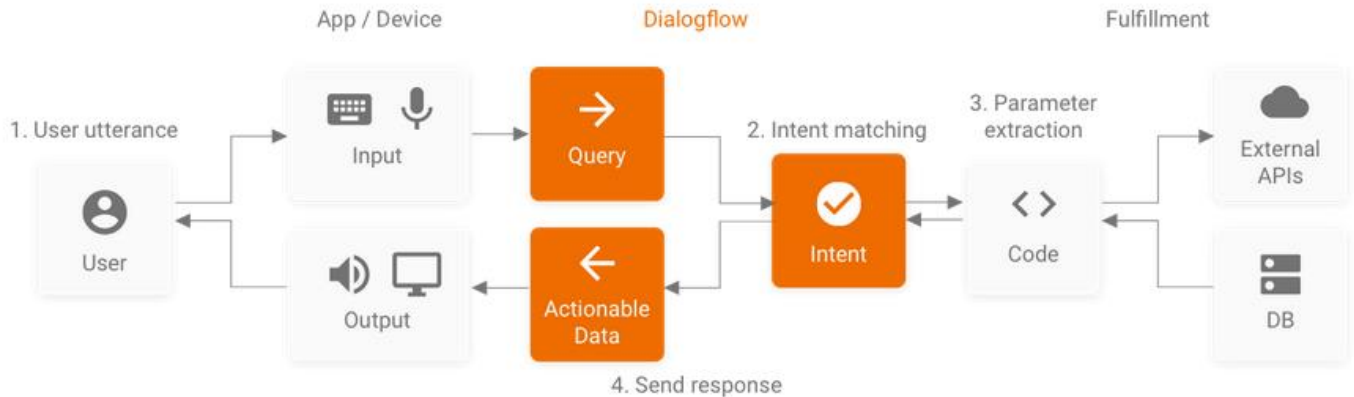 App / Device
Dialogflow
Fulfillment
1. User utterance
Input
Query
2. Intent matching
3. Parameter
extraction
External
APIs
User
Intent
Code
Output
Actionable
Data
DB
4. Send response